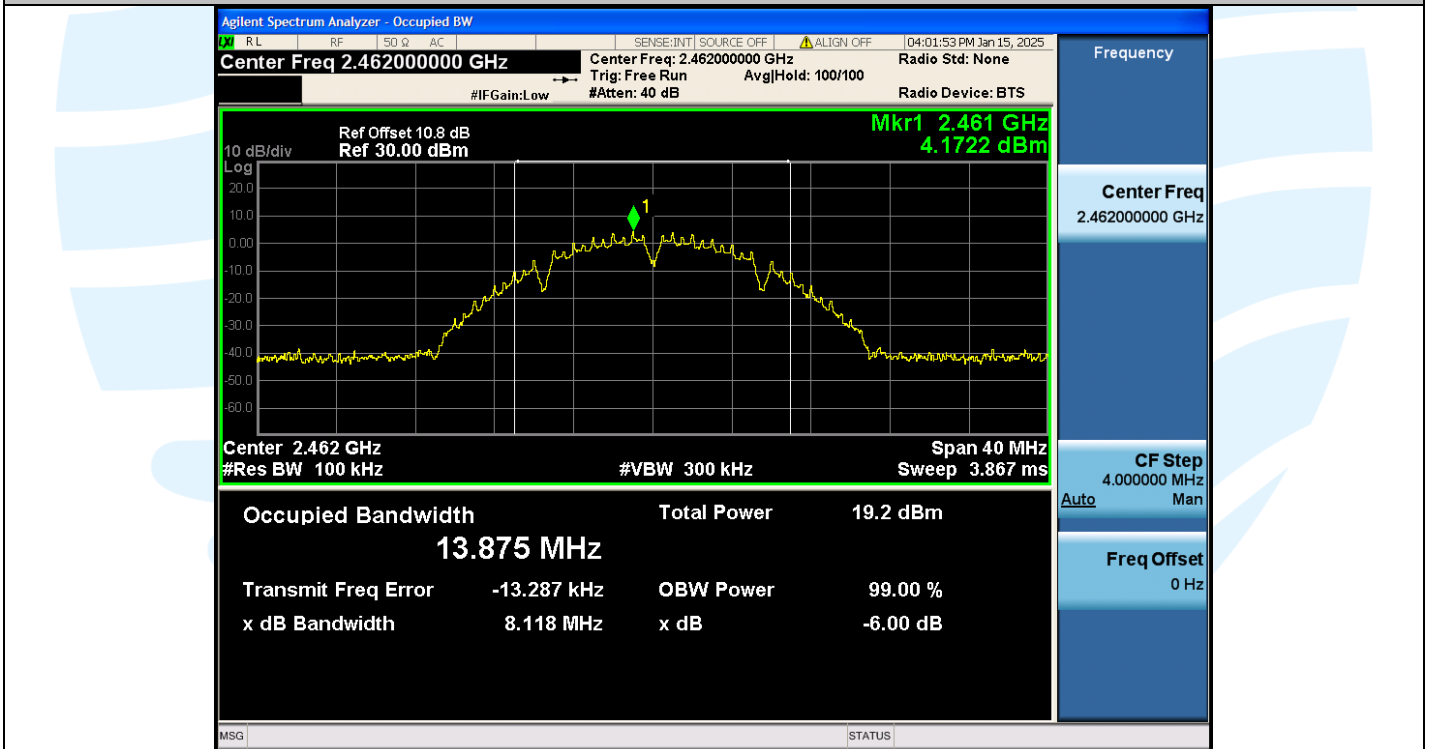 Agilent Spectrum Analyzer - Occupied BW
LXI RL RF 50 Ω AC SENSE:INT SOURCE OFF ALIGN OFF 04:01:53 PM Jan 15, 2025
Center Freq 2.462000000 GHz
Center Freq: 2.462000000 GHz Radio Std: None
Trig: Free Run Avg|Hold: 100/100
#IFGain:Low #Atten: 40 dB Radio Device: BTS
Mkr1 2.461 GHz
4.1722 dBm
Ref Offset 10.8 dB
10 dB/div Ref 30.00 dBm
Log
20.0
10.0
0.00
-10.0
-20.0
-30.0
-40.0
-50.0
-60.0
1
Center 2.462 GHz Span 40 MHz
#Res BW 100 kHz #VBW 300 kHz Sweep 3.867 ms
Occupied Bandwidth Total Power 19.2 dBm
13.875 MHz
Transmit Freq Error -13.287 kHz OBW Power 99.00 %
x dB Bandwidth 8.118 MHz x dB -6.00 dB
MSG STATUS
Frequency
Center Freq
2.462000000 GHz
CF Step
4.000000 MHz
Auto Man
Freq Offset
0 Hz